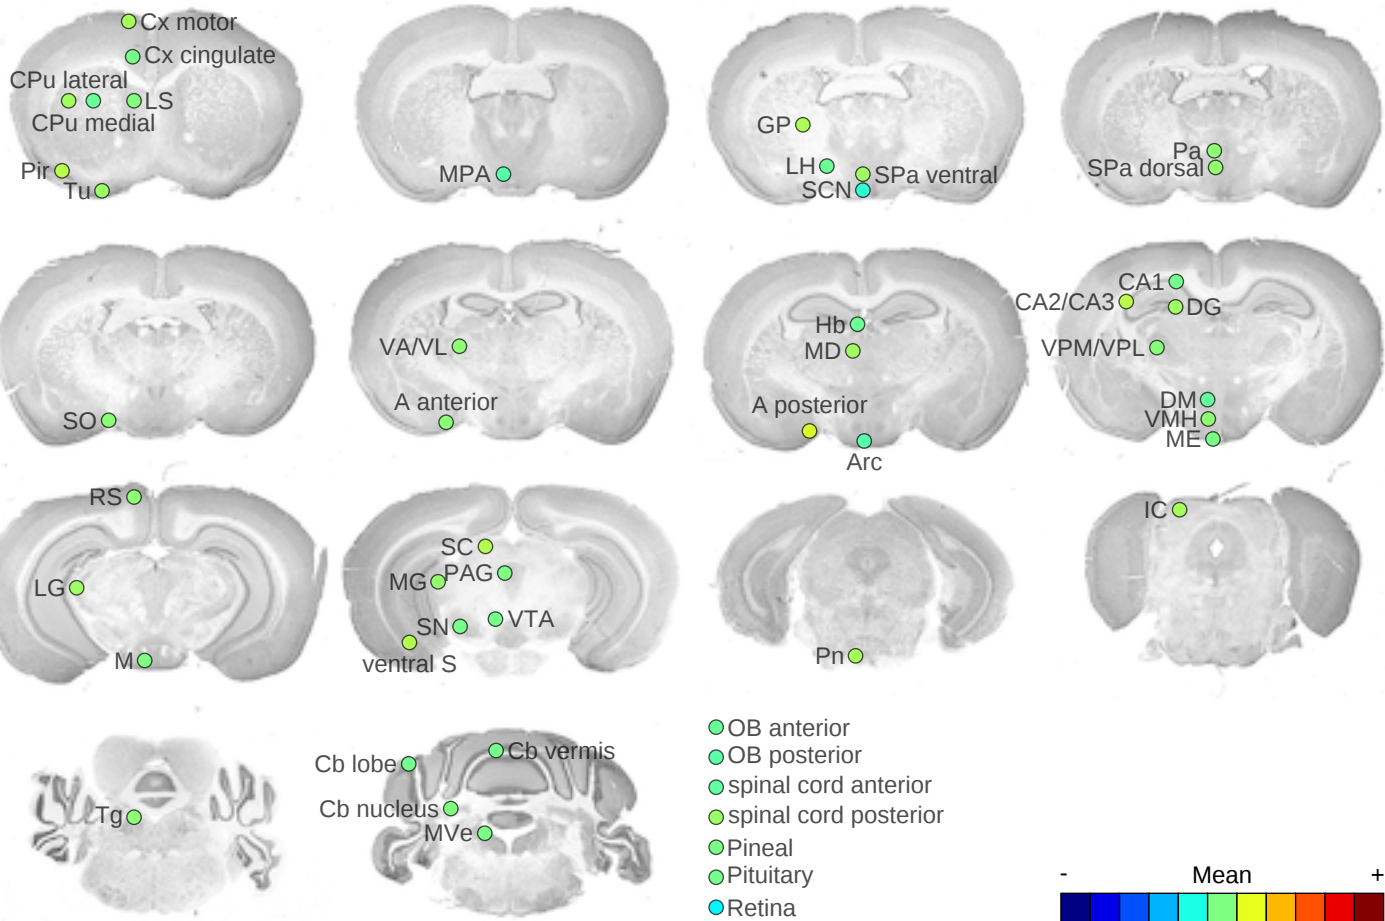 Cx motor
Cx cingulate
CPu lateral
LS
CPu medial
Pir
Tu
MPA
GP
LH
SPa ventral
SCN
Pa
SPa dorsal
SO
VA/VL
A anterior
Hb
MD
A posterior
Arc
CA1
CA2/CA3
DG
VPM/VPL
DM
VMH
ME
RS
LG
M
SC
PAG
MG
VTA
SN
ventral S
Pn
IC
Tg
Cb vermis
Cb lobe
Cb nucleus
MVe
OB anterior
OB posterior
spinal cord anterior
spinal cord posterior
Pineal
Pituitary
Retina
- Mean +